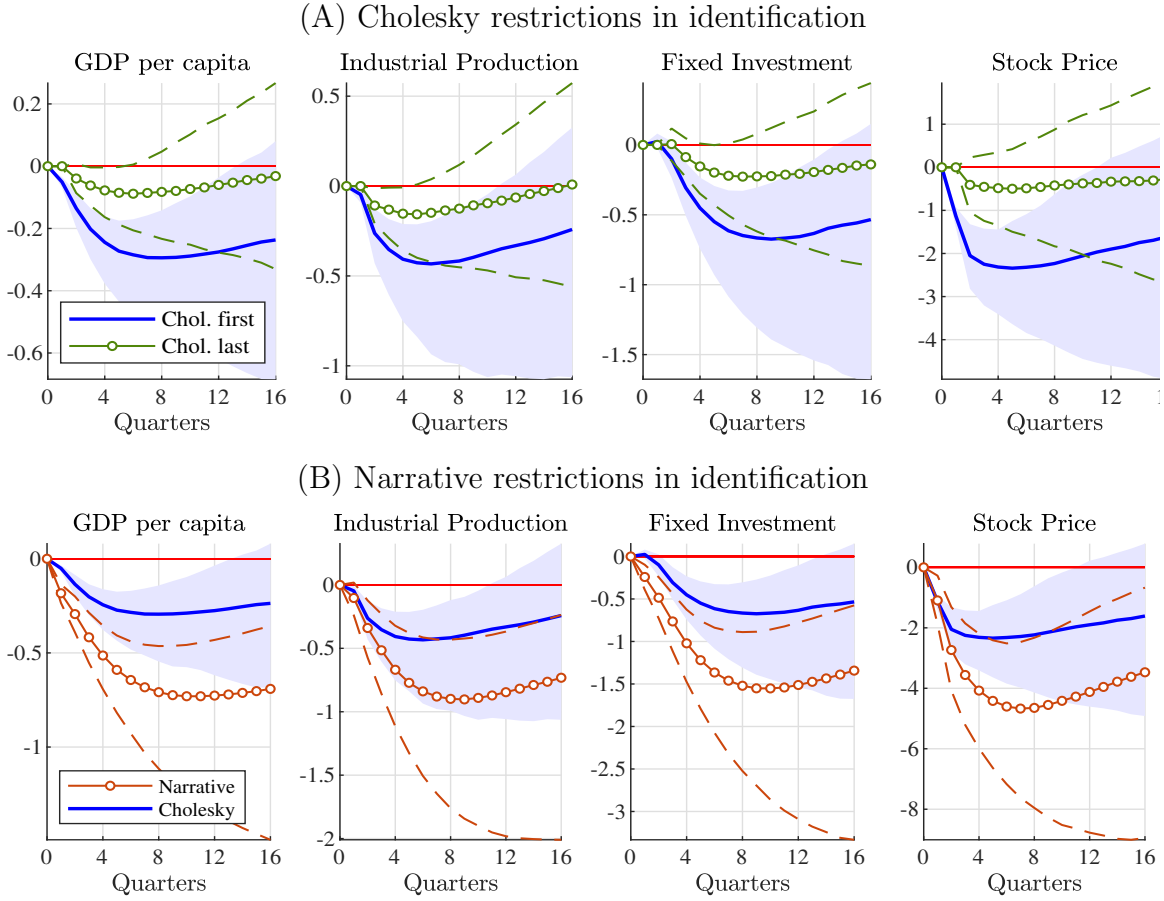 (A) Cholesky restrictions in identification
GDP per capita
0.2
0
-0.2
-0.4
-0.6
Chol. first
Chol. last
0 4 8 12 16
Quarters
Industrial Production
0.5
0
-0.5
-1
0 4 8 12 16
Quarters
Fixed Investment
0
-0.5
-1
-1.5
0 4 8 12 16
Quarters
Stock Price
1
0
-1
-2
-3
-4
0 4 8 12
Quarters
(B) Narrative restrictions in identification
GDP per capita
0
-0.5
-1
Narrative
Cholesky
0 4 8 12 16
Quarters
Industrial Production
0
-0.5
-1
-1.5
-2
0 4 8 12 16
Quarters
Fixed Investment
0
-0.5
-1
-1.5
-2
-2.5
-3
0 4 8 12 16
Quarters
Stock Price
0
-2
-4
-6
-8
0 4 8 12 16
Quarters